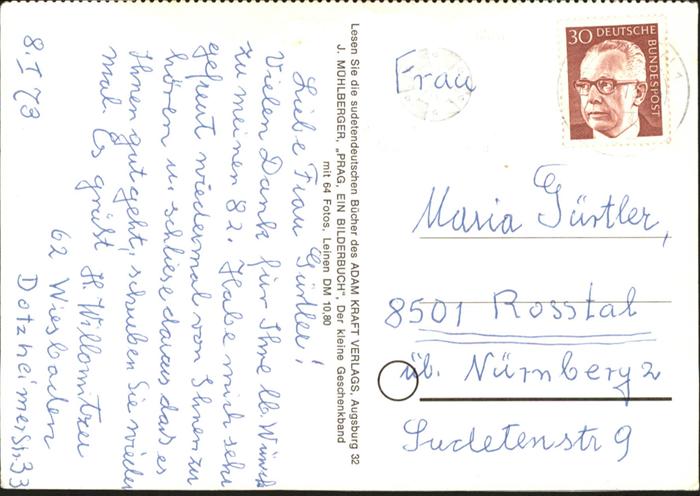 8. I 73
Liebe Frau Gürtler!
Vielen Dank für Ihre lb. Wünsche
zu meinen 82. Habe mich sehr
gefreut wiedermal von Ihnen zu
hören u. schliese daraus das es
Ihnen gut geht, schreiben Sie wieder
mal. Es grüßt H. Willomitzer
62 Wiesbaden
Dotzheimerstr 33
Lesen Sie die sudetendeutschen Bücher des ADAM KRAFT VERLAGS, Augsburg 32
J. MÜHLBERGER, „PRAG, EIN BILDERBUCH", Der kleine Geschenkband
mit 64 Fotos, Leinen DM 10,80
30 DEUTSCHE
BUNDESPOST
Frau
Maria Gürtler,
8501 Rosstal
üb. Nürnberg 2
Sudetenstr 9